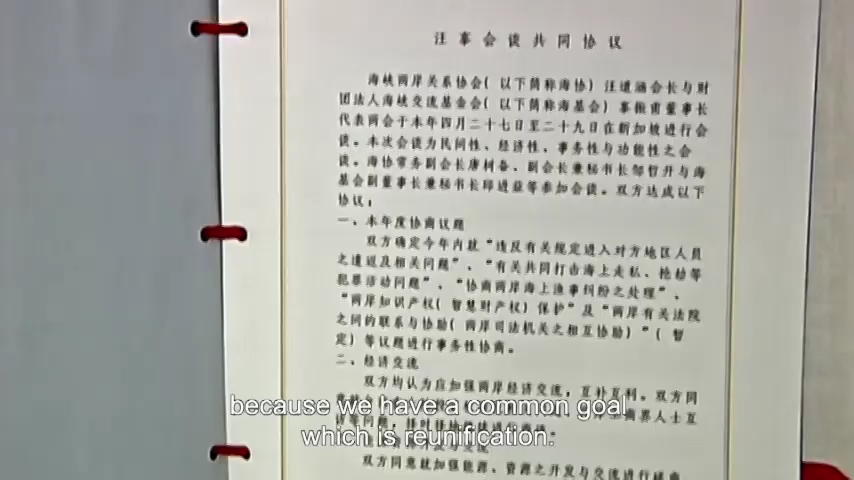 汪辜会谈共同协议
海峡两岸关系协会(以下简称海协)汪道涵会长与财
团法人海峡交流基金会(以下简称海基会)辜振甫董事长
代表两会于本年四月二十七日至二十九日在新加坡进行会
谈。本次会谈为民间性、经济性、事务性与功能性之会
谈。海协常务副会长唐树备、副会长兼秘书长邹哲开与海
基会副董事长兼秘书长邱进益等参加会谈。双方达成以下
协议:
一、本年度协商议题
双方确定今年内就“违反有关规定进入对方地区人员
之遣返及相关问题”、“有关共同打击海上走私、抢劫等
犯罪活动问题”、“协商两岸海上渔事纠纷之处理”、
“两岸知识产权(智慧财产权)保护”及“两岸有关法院
之间的联系与协助(两岸司法机关之相互协助)”(暂
定)等议题进行事务性协商。
二、经济交流
双方均认为应加强两岸经济交流,互补互利。双方同
商界人士互
because we have a common goal
which is reunification.
双方同意就加强能源、资源之开发与交流进行磋商